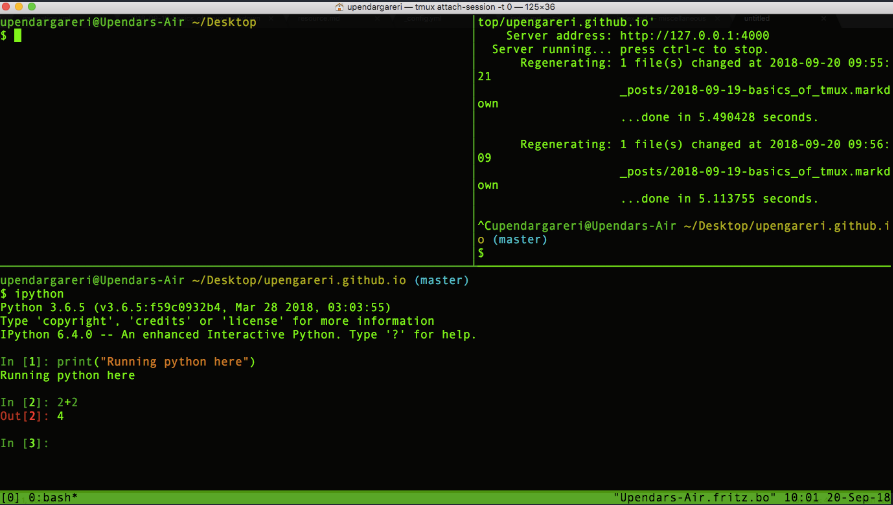 upendargareri — tmux attach-session -t 0 — 125×36
untitled
upendargareri@Upendars-Air ~/Desktop
$
top/upengareri.github.io'
Server address: http://127.0.0.1:4000
Server running... press ctrl-c to stop.
Regenerating: 1 file(s) changed at 2018-09-20 09:55:
21
_posts/2018-09-19-basics_of_tmux.markd
own
...done in 5.490428 seconds.
Regenerating: 1 file(s) changed at 2018-09-20 09:56:
09
_posts/2018-09-19-basics_of_tmux.markd
own
...done in 5.113755 seconds.
^Cupendargareri@Upendars-Air ~/Desktop/upengareri.github.i
o (master)
$
upendargareri@Upendars-Air ~/Desktop/upengareri.github.io (master)
$ ipython
Python 3.6.5 (v3.6.5:f59c0932b4, Mar 28 2018, 03:03:55)
Type 'copyright', 'credits' or 'license' for more information
IPython 6.4.0 -- An enhanced Interactive Python. Type '?' for help.
In [1]: print("Running python here")
Running python here
In [2]: 2+2
Out[2]: 4
In [3]:
[0] 0:bash* "Upendars-Air.fritz.bo" 10:01 20-Sep-18